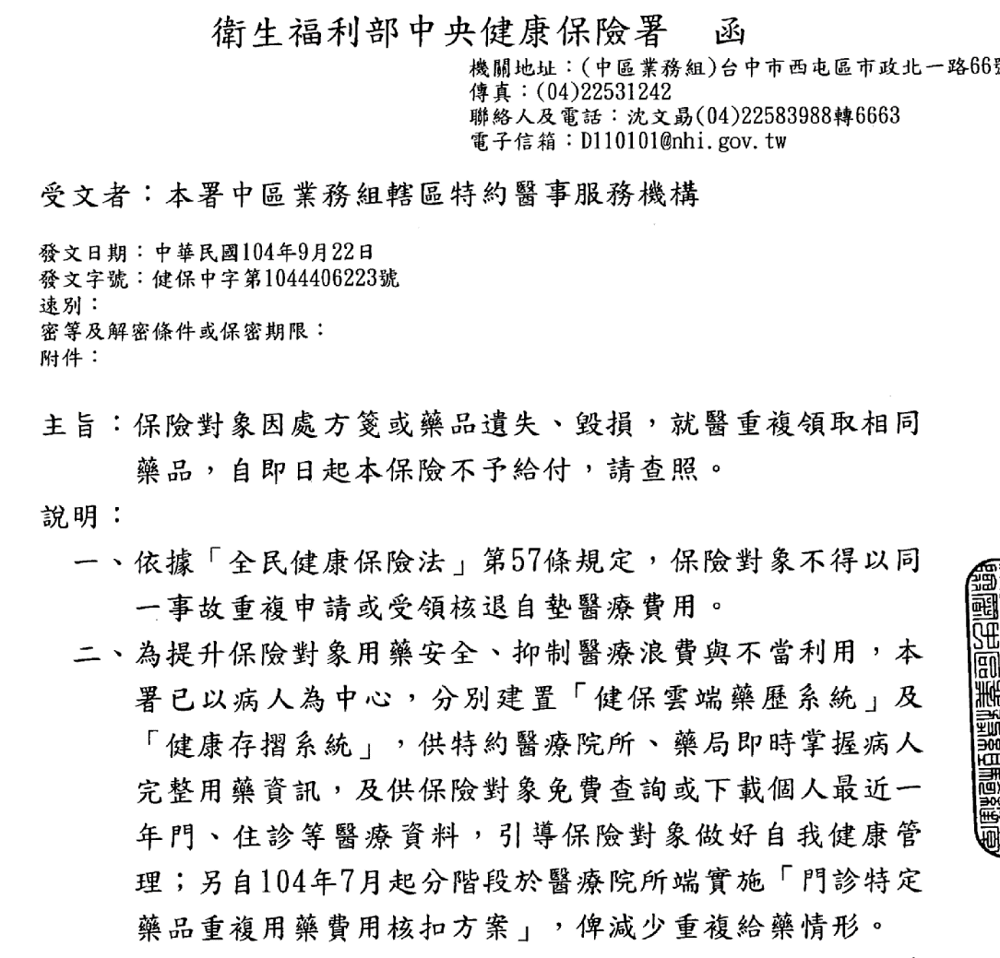 衛生福利部中央健康保險署　函
機關地址：(中區業務組)台中市西屯區市政北一路66號
傳真：(04)22531242
聯絡人及電話：沈文勗(04)22583988轉6663
電子信箱：D110101@nhi.gov.tw
受文者：本署中區業務組轄區特約醫事服務機構
發文日期：中華民國104年9月22日
發文字號：健保中字第1044406223號
速別：
密等及解密條件或保密期限：
附件：
主旨：保險對象因處方箋或藥品遺失、毀損，就醫重複領取相同
藥品，自即日起本保險不予給付，請查照。
說明：
一、依據「全民健康保險法」第57條規定，保險對象不得以同
一事故重複申請或受領核退自墊醫療費用。
二、為提升保險對象用藥安全、抑制醫療浪費與不當利用，本
署已以病人為中心，分別建置「健保雲端藥歷系統」及
「健康存摺系統」，供特約醫療院所、藥局即時掌握病人
完整用藥資訊，及供保險對象免費查詢或下載個人最近一
年門、住診等醫療資料，引導保險對象做好自我健康管
理；另自104年7月起分階段於醫療院所端實施「門診特定
藥品重複用藥費用核扣方案」，俾減少重複給藥情形。